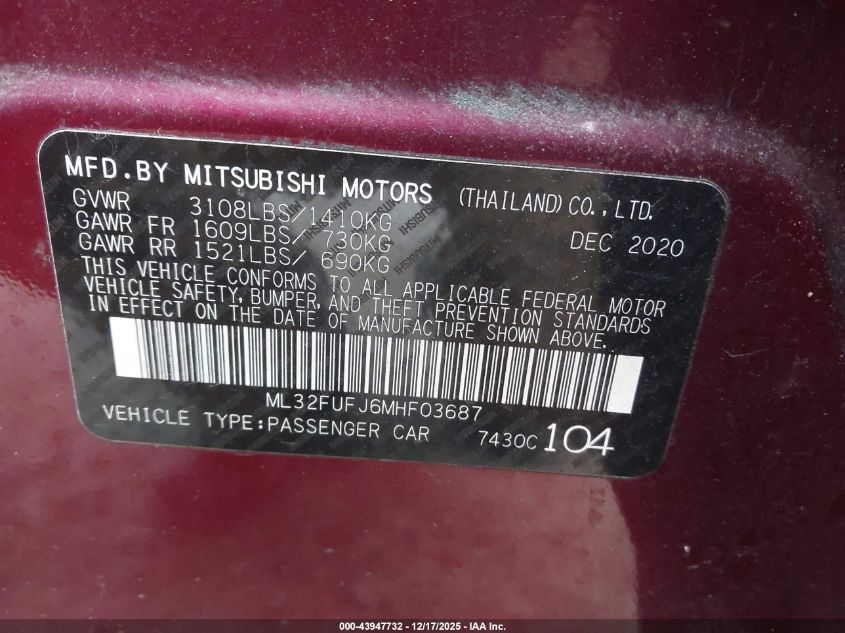 MFD.BY MITSUBISHI MOTORS (THAILAND)CO.,LTD.
GVWR 3108LBS/1410KG
GAWR FR 1609LBS/ 730KG DEC 2020
GAWR RR 1521LBS/ 690KG
THIS VEHICLE CONFORMS TO ALL APPLICABLE FEDERAL MOTOR
VEHICLE SAFETY, BUMPER, AND THEFT PREVENTION STANDARDS
IN EFFECT ON THE DATE OF MANUFACTURE SHOWN ABOVE.
ML32FUFJ6MHF03687
VEHICLE TYPE:PASSENGER CAR 7430C 104
000-43947732 - 12/17/2025 - IAA Inc.